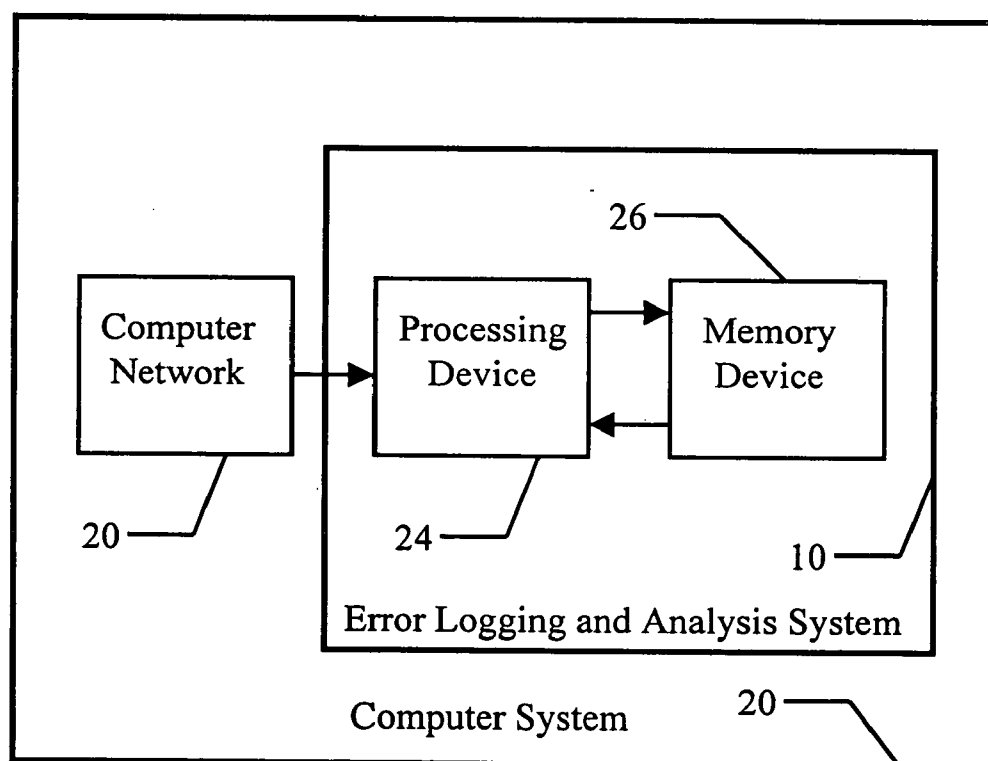 26
Computer
Network
Processing
Device
Memory
Device
20
24
10
Error Logging and Analysis System
Computer System
20